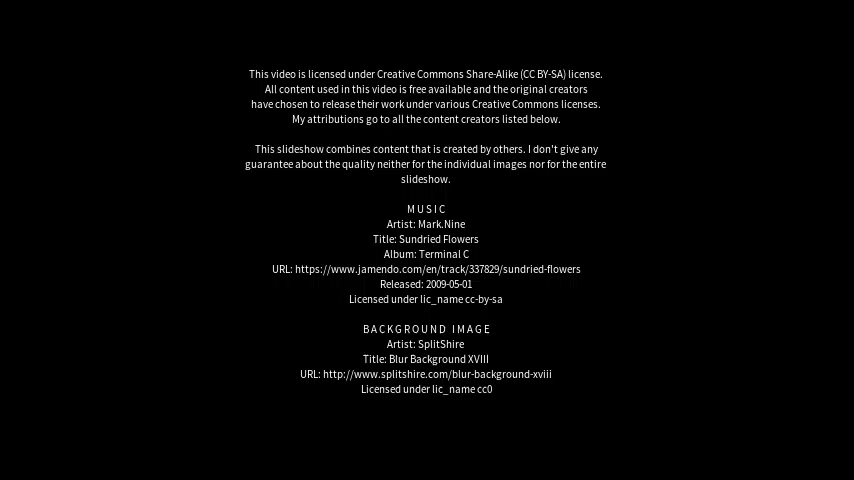 This video is licensed under Creative Commons Share-Alike (CC BY-SA) license.
All content used in this video is free available and the original creators
have chosen to release their work under various Creative Commons licenses.
My attributions go to all the content creators listed below.
This slideshow combines content that is created by others. I don't give any
guarantee about the quality neither for the individual images nor for the entire
slideshow.
MUSIC
Artist: Mark.Nine
Title: Sundried Flowers
Album: Terminal C
URL: https://www.jamendo.com/en/track/337829/sundried-flowers
Released: 2009-05-01
Licensed under lic_name cc-by-sa
BACKGROUND IMAGE
Artist: SplitShire
Title: Blur Background XVIII
URL: http://www.splitshire.com/blur-background-xviii
Licensed under lic_name cc0